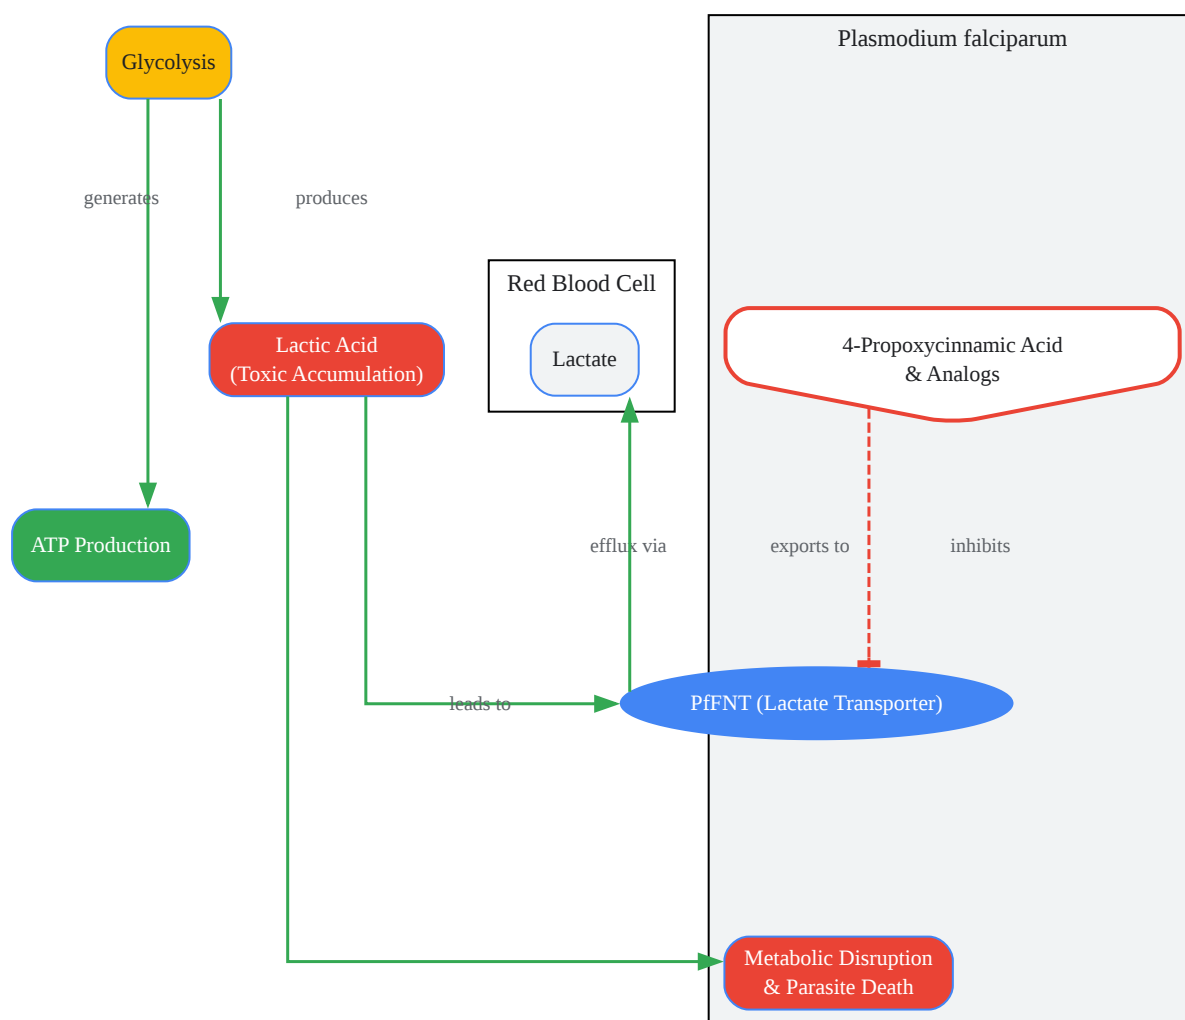 Plasmodium falciparum
Glycolysis
generates
produces
Red Blood Cell
Lactic Acid
(Toxic Accumulation)
Lactate
4-Propoxycinnamic Acid
& Analogs
ATP Production
efflux via
exports to
inhibits
leads to
PfFNT (Lactate Transporter)
Metabolic Disruption
& Parasite Death